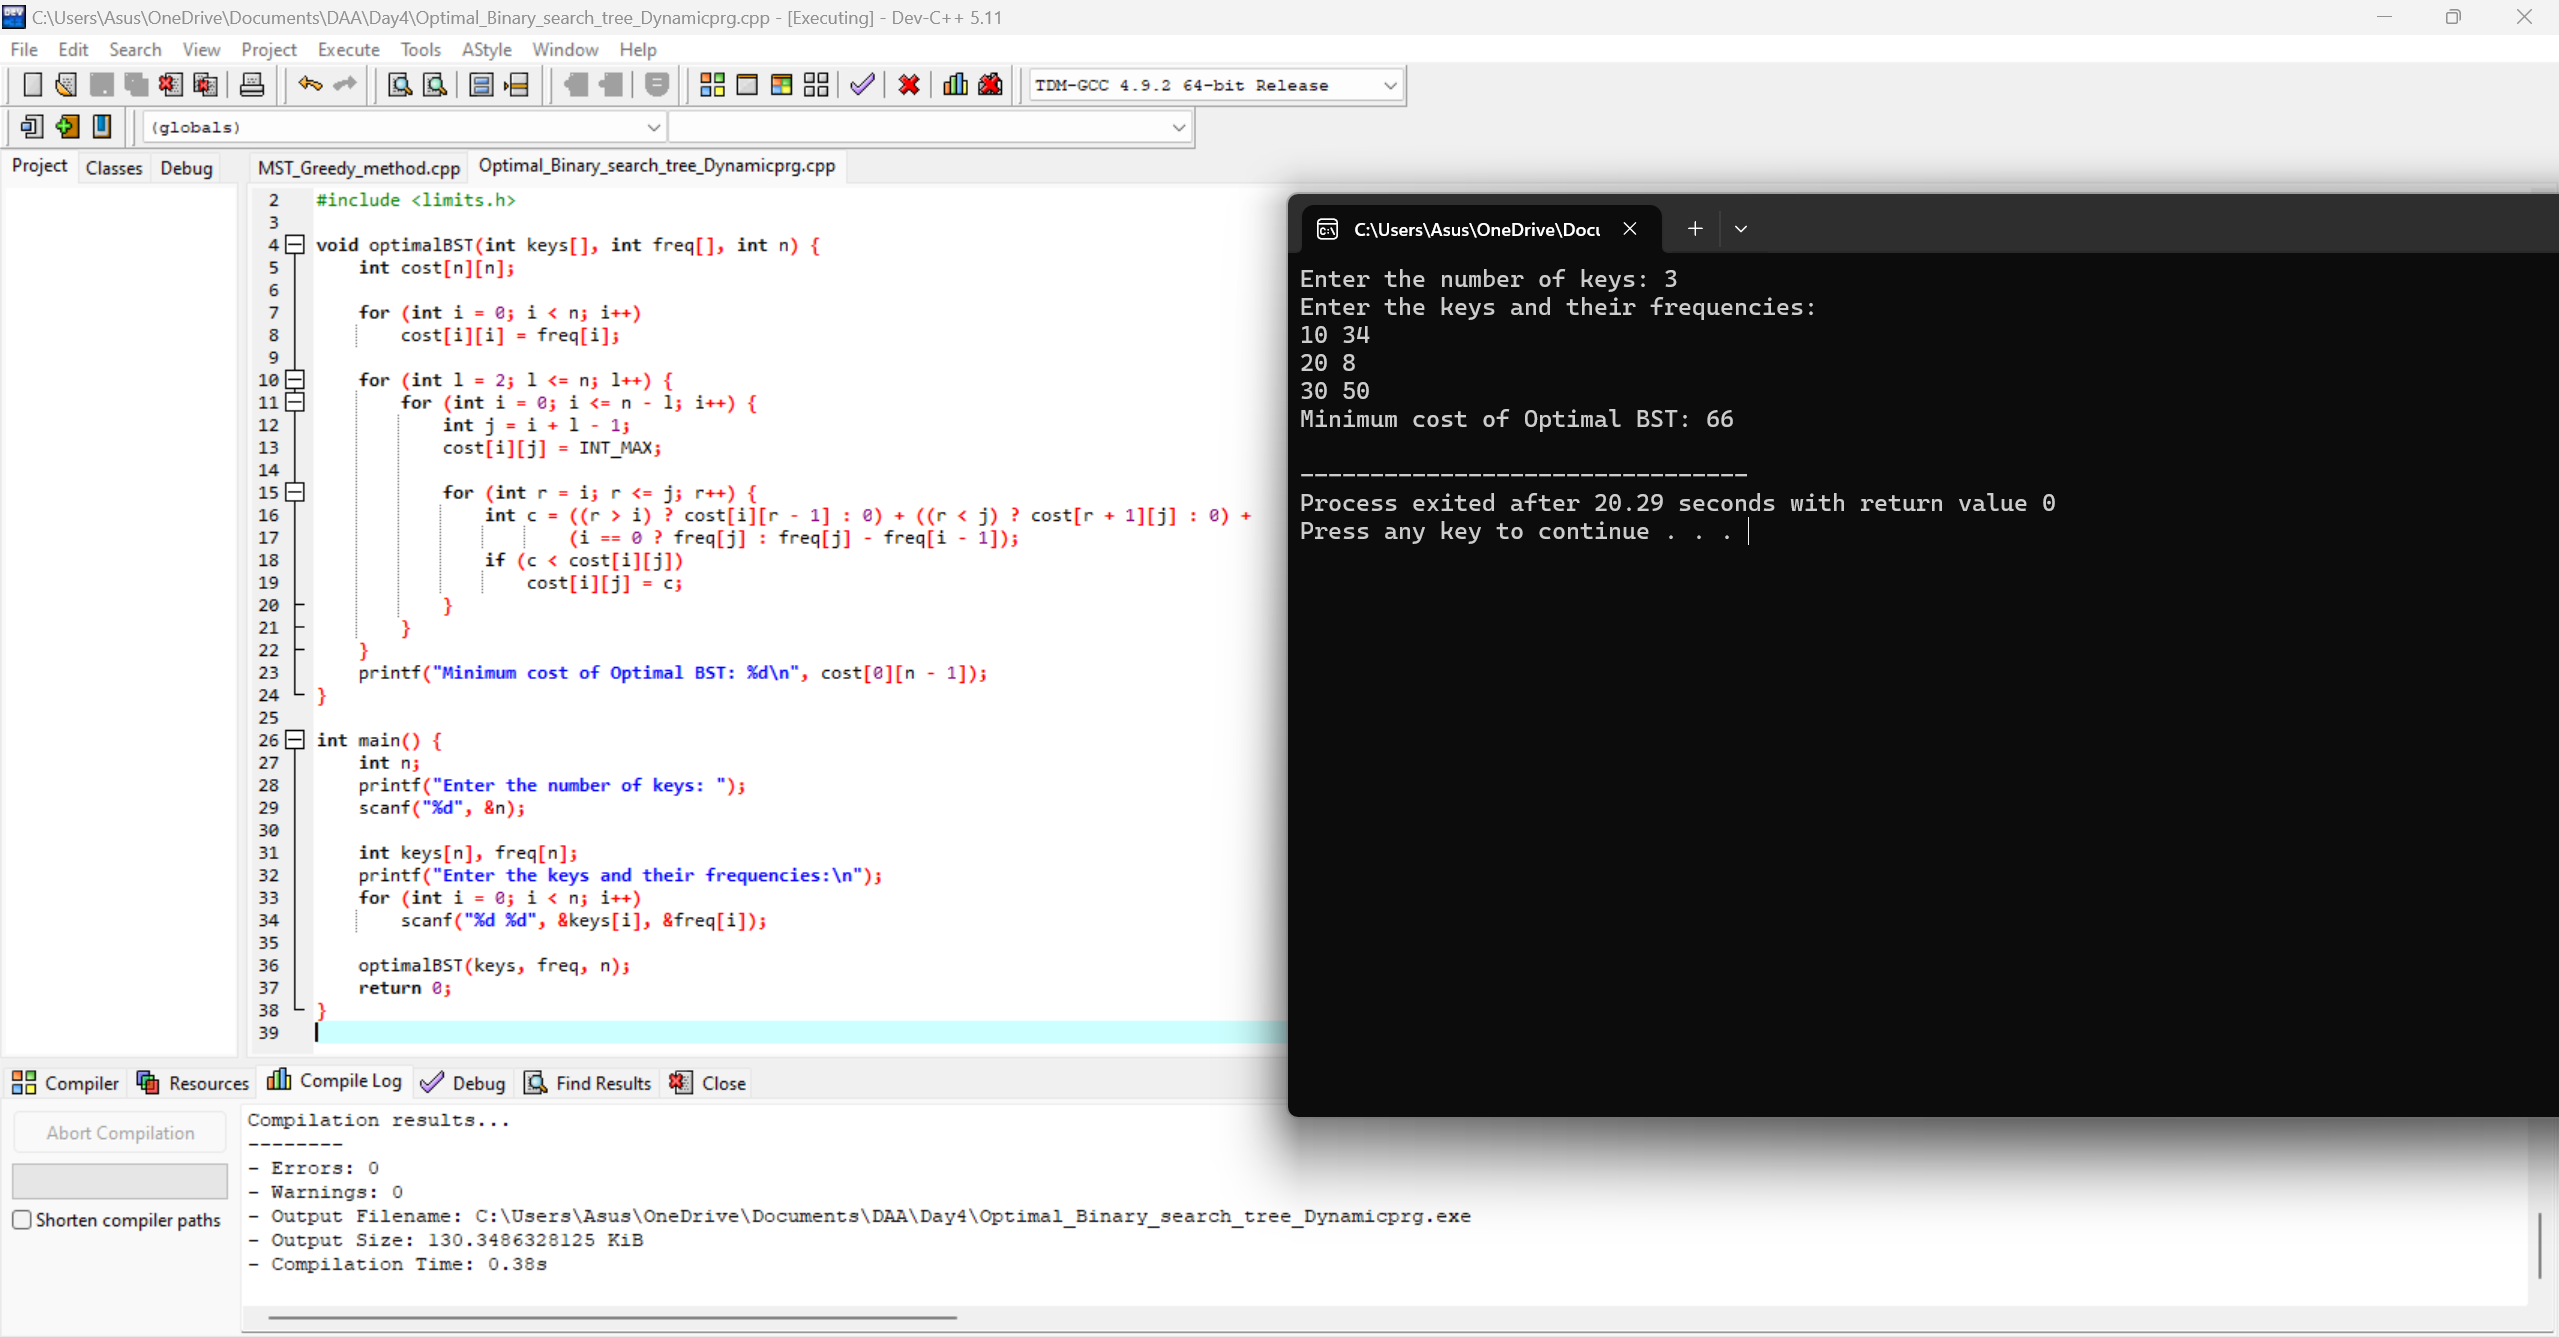 C:\Users\Asus\OneDrive\Documents\DAA\Day4\Optimal_Binary_search_tree_Dynamicprg.cpp - [Executing] - Dev-C++ 5.11
File Edit Search View Project Execute Tools AStyle Window Help
TDM-GCC 4.9.2 64-bit Release
(globals)
Project Classes Debug
MST_Greedy_method.cpp Optimal_Binary_search_tree_Dynamicprg.cpp
2 #include <limits.h>
3
4 void optimalBST(int keys[], int freq[], int n) {
5 int cost[n][n];
6
7 for (int i = 0; i < n; i++)
8 cost[i][i] = freq[i];
9
10 for (int l = 2; l <= n; l++) {
11 for (int i = 0; i <= n - l; i++) {
12 int j = i + l - 1;
13 cost[i][j] = INT_MAX;
14
15 for (int r = i; r <= j; r++) {
16 int c = ((r > i) ? cost[i][r - 1] : 0) + ((r < j) ? cost[r + 1][j] : 0) +
17 (i == 0 ? freq[j] : freq[j] - freq[i - 1]);
18 if (c < cost[i][j])
19 cost[i][j] = c;
20 }
21 }
22 }
23 printf("Minimum cost of Optimal BST: %d\n", cost[0][n - 1]);
24 }
25
26 int main() {
27 int n;
28 printf("Enter the number of keys: ");
29 scanf("%d", &n);
30
31 int keys[n], freq[n];
32 printf("Enter the keys and their frequencies:\n");
33 for (int i = 0; i < n; i++)
34 scanf("%d %d", &keys[i], &freq[i]);
35
36 optimalBST(keys, freq, n);
37 return 0;
38 }
39
C:\Users\Asus\OneDrive\Docu
Enter the number of keys: 3
Enter the keys and their frequencies:
10 34
20 8
30 50
Minimum cost of Optimal BST: 66
--------------------------------
Process exited after 20.29 seconds with return value 0
Press any key to continue . . .
Compiler Resources Compile Log Debug Find Results Close
Abort Compilation
Shorten compiler paths
Compilation results...
--------
- Errors: 0
- Warnings: 0
- Output Filename: C:\Users\Asus\OneDrive\Documents\DAA\Day4\Optimal_Binary_search_tree_Dynamicprg.exe
- Output Size: 130.3486328125 KiB
- Compilation Time: 0.38s